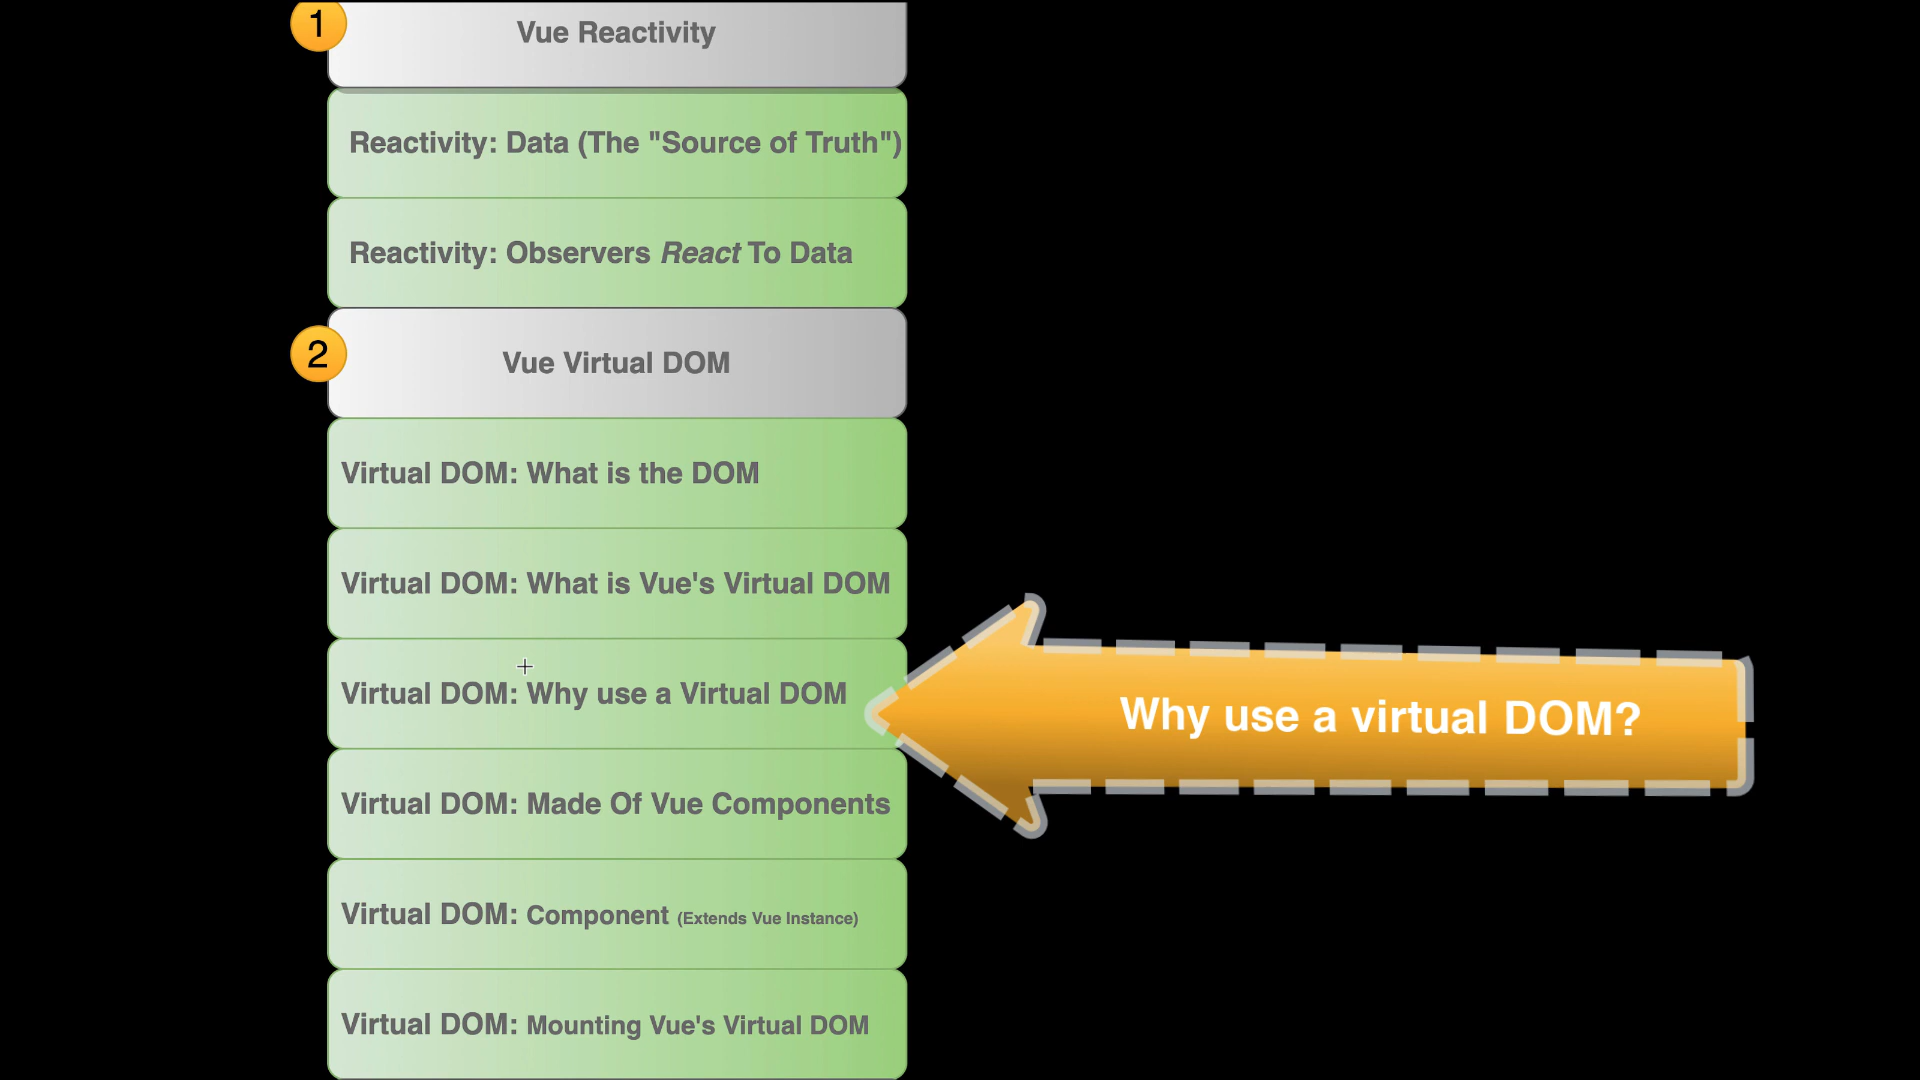 1
Vue Reactivity
Reactivity: Data (The "Source of Truth")
Reactivity: Observers React To Data
2
Vue Virtual DOM
Virtual DOM: What is the DOM
Virtual DOM: What is Vue's Virtual DOM
Virtual DOM: Why use a Virtual DOM
Why use a virtual DOM?
Virtual DOM: Made Of Vue Components
Virtual DOM: Component (Extends Vue Instance)
Virtual DOM: Mounting Vue's Virtual DOM